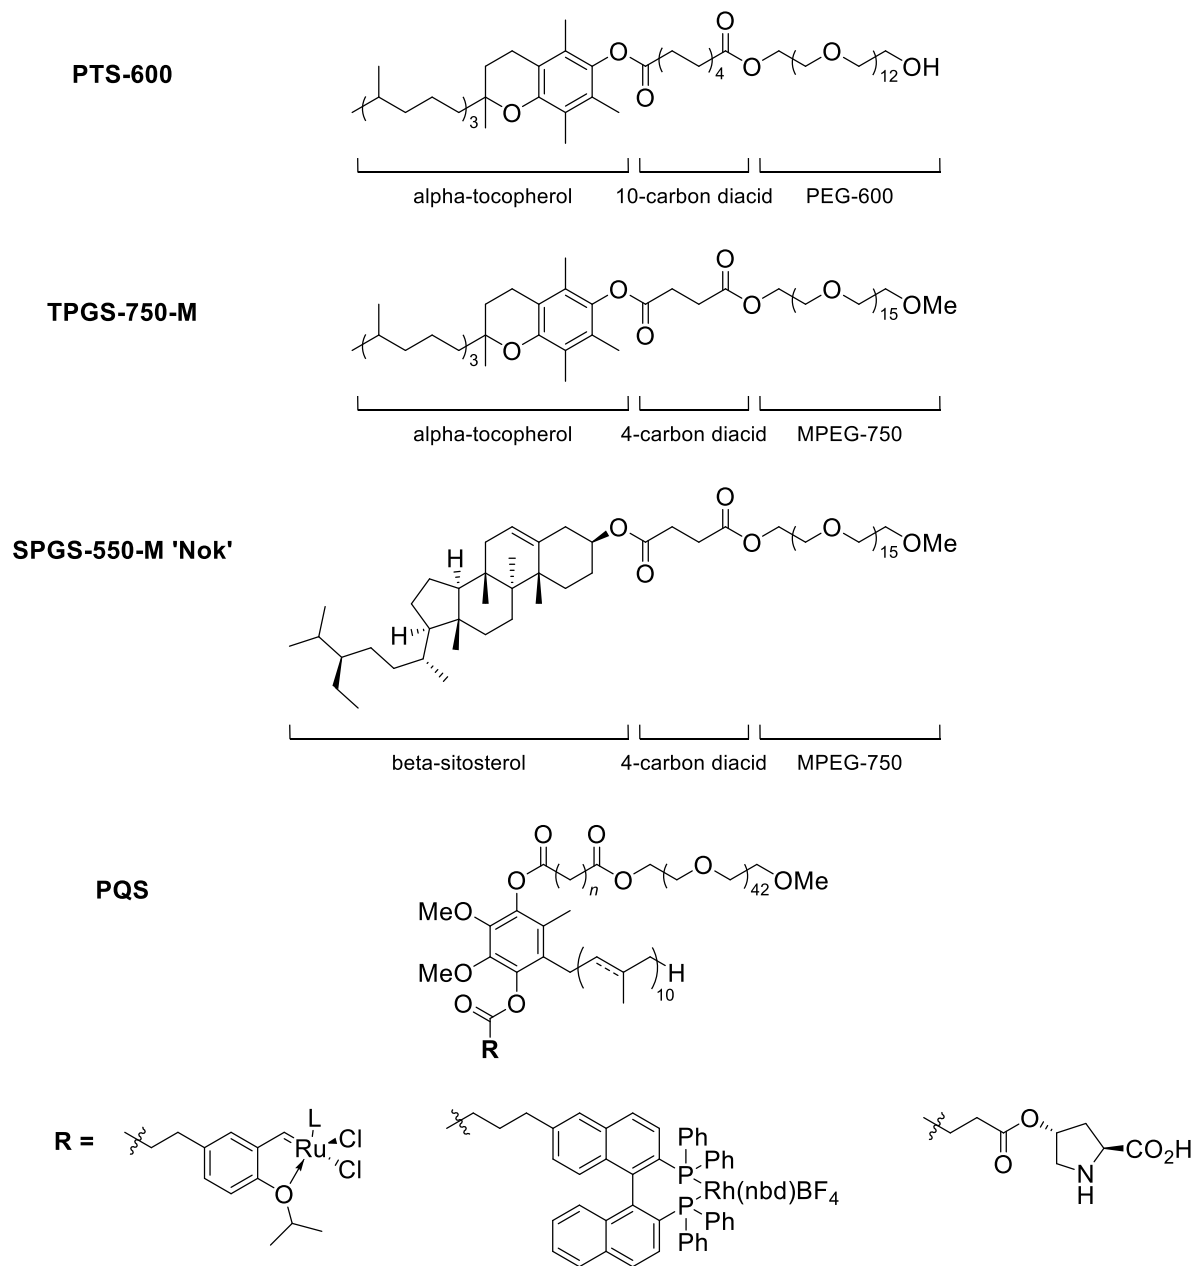 PTS-600
O
O
O
O
O
O
4
12
OH
3
alpha-tocopherol
10-carbon diacid
PEG-600
TPGS-750-M
O
O
O
O
O
O
15
OMe
3
alpha-tocopherol
4-carbon diacid
MPEG-750
SPGS-550-M 'Nok'
O
O
O
O
O
15
OMe
H
H
beta-sitosterol
4-carbon diacid
MPEG-750
PQS
O
O
O
O
O
n
42
OMe
MeO
MeO
H
10
O
O
R
R =
L
Ru
Cl
Cl
O
Ph
Ph
P
Rh(nbd)BF4
P
Ph
Ph
O
O
CO2H
N
H